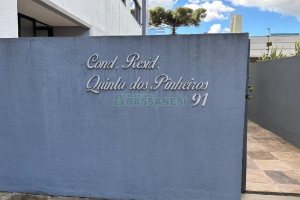 Cond. Resid.
Quinta dos Pinheiros
BASSANESI
91